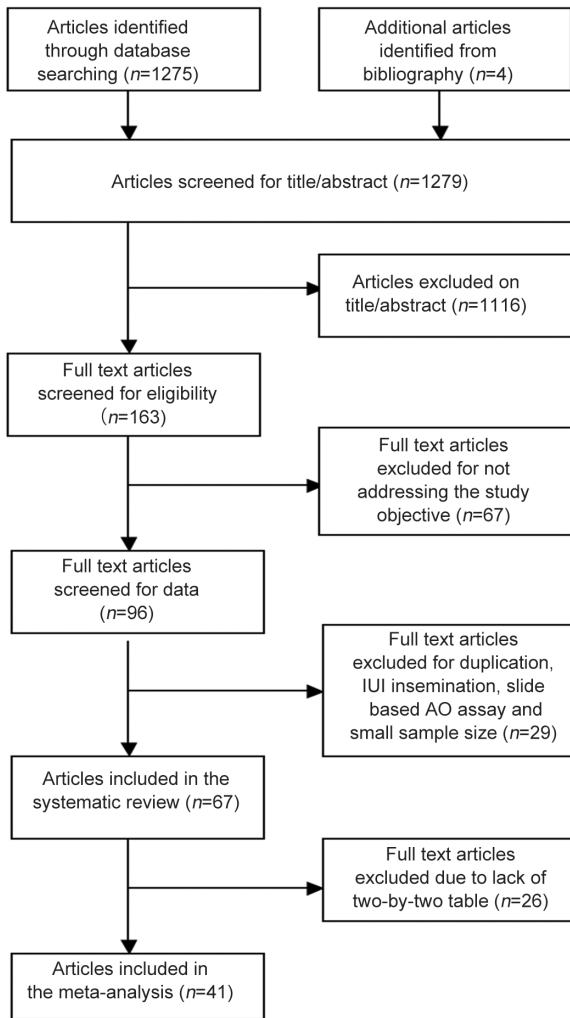 Articles identified
through database
searching (n=1275)
Additional articles
identified from
bibliography (n=4)
Articles screened for title/abstract (n=1279)
Articles excluded on
title/abstract (n=1116)
Full text articles
screened for eligibility
(n=163)
Full text articles
excluded for not
addressing the study
objective (n=67)
Full text articles
screened for data
(n=96)
Full text articles
excluded for duplication,
IUI insemination, slide
based AO assay and
small sample size (n=29)
Articles included in the
systematic review (n=67)
Full text articles
excluded due to lack of
two-by-two table (n=26)
Articles included in
the meta-analysis (n=41)